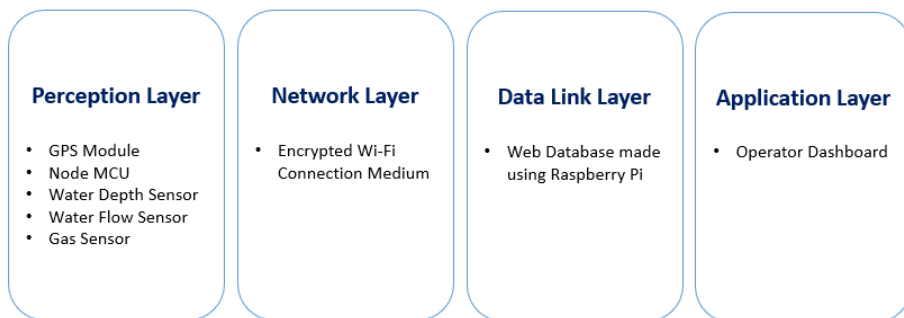 Perception Layer
• GPS Module
• Node MCU
• Water Depth Sensor
• Water Flow Sensor
• Gas Sensor
Network Layer
• Encrypted Wi-Fi
Connection Medium
Data Link Layer
• Web Database made
using Raspberry Pi
Application Layer
• Operator Dashboard